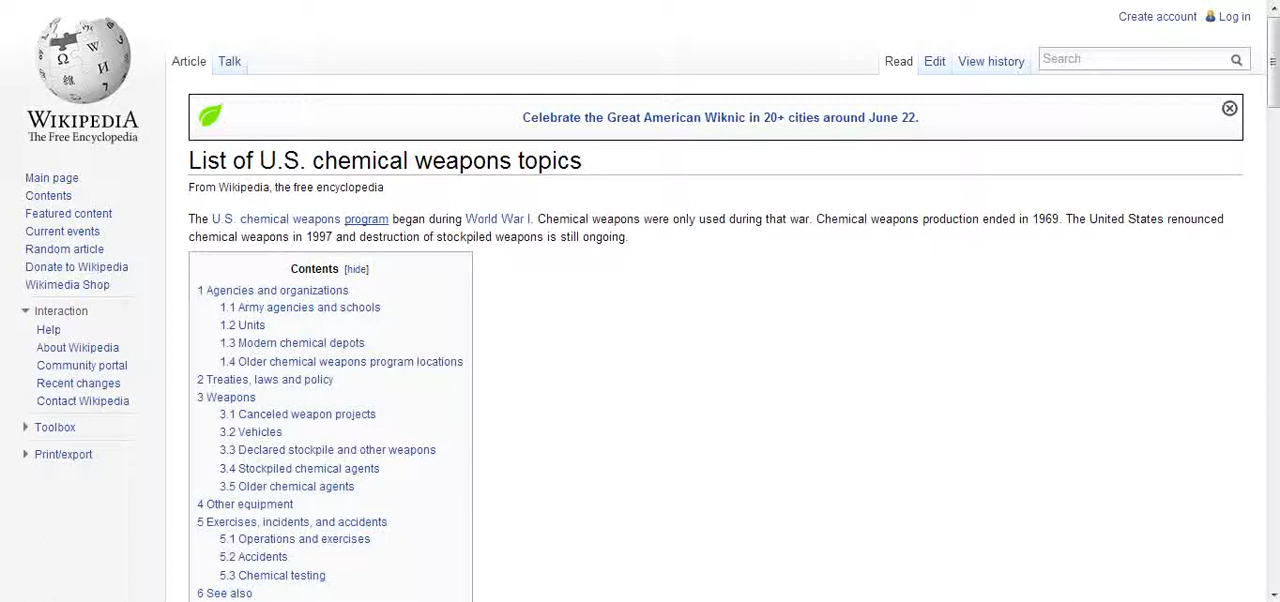 Create account Log in
Article Talk Read Edit View history Search
WIKIPEDIA
The Free Encyclopedia
Main page
Contents
Featured content
Current events
Random article
Donate to Wikipedia
Wikimedia Shop
Interaction
Help
About Wikipedia
Community portal
Recent changes
Contact Wikipedia
Toolbox
Print/export
Celebrate the Great American Wiknic in 20+ cities around June 22.
List of U.S. chemical weapons topics
From Wikipedia, the free encyclopedia
The U.S. chemical weapons program began during World War I. Chemical weapons were only used during that war. Chemical weapons production ended in 1969. The United States renounced
chemical weapons in 1997 and destruction of stockpiled weapons is still ongoing.
Contents [hide]
1 Agencies and organizations
1.1 Army agencies and schools
1.2 Units
1.3 Modern chemical depots
1.4 Older chemical weapons program locations
2 Treaties, laws and policy
3 Weapons
3.1 Canceled weapon projects
3.2 Vehicles
3.3 Declared stockpile and other weapons
3.4 Stockpiled chemical agents
3.5 Older chemical agents
4 Other equipment
5 Exercises, incidents, and accidents
5.1 Operations and exercises
5.2 Accidents
5.3 Chemical testing
6 See also